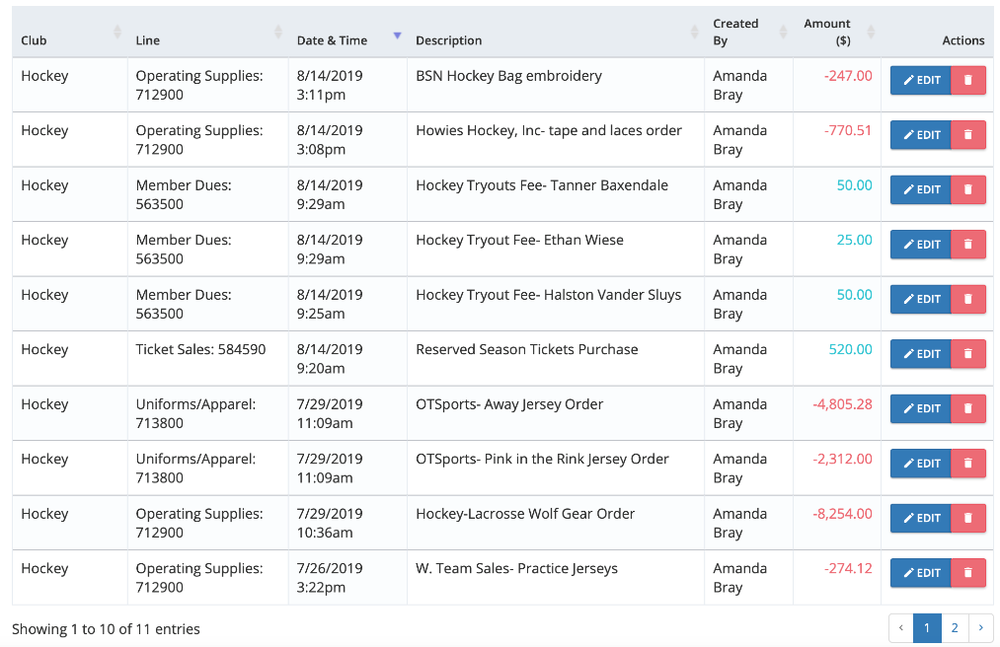 Club Line Date & Time Description Created By Amount ($) Actions
Hockey Operating Supplies: 712900 8/14/2019 3:11pm BSN Hockey Bag embroidery Amanda Bray -247.00 EDIT
Hockey Operating Supplies: 712900 8/14/2019 3:08pm Howies Hockey, Inc- tape and laces order Amanda Bray -770.51 EDIT
Hockey Member Dues: 563500 8/14/2019 9:29am Hockey Tryouts Fee- Tanner Baxendale Amanda Bray 50.00 EDIT
Hockey Member Dues: 563500 8/14/2019 9:29am Hockey Tryout Fee- Ethan Wiese Amanda Bray 25.00 EDIT
Hockey Member Dues: 563500 8/14/2019 9:25am Hockey Tryout Fee- Halston Vander Sluys Amanda Bray 50.00 EDIT
Hockey Ticket Sales: 584590 8/14/2019 9:20am Reserved Season Tickets Purchase Amanda Bray 520.00 EDIT
Hockey Uniforms/Apparel: 713800 7/29/2019 11:09am OTSports- Away Jersey Order Amanda Bray -4,805.28 EDIT
Hockey Uniforms/Apparel: 713800 7/29/2019 11:09am OTSports- Pink in the Rink Jersey Order Amanda Bray -2,312.00 EDIT
Hockey Operating Supplies: 712900 7/29/2019 10:36am Hockey-Lacrosse Wolf Gear Order Amanda Bray -8,254.00 EDIT
Hockey Operating Supplies: 712900 7/26/2019 3:22pm W. Team Sales- Practice Jerseys Amanda Bray -274.12 EDIT
Showing 1 to 10 of 11 entries ‹ 1 2 ›